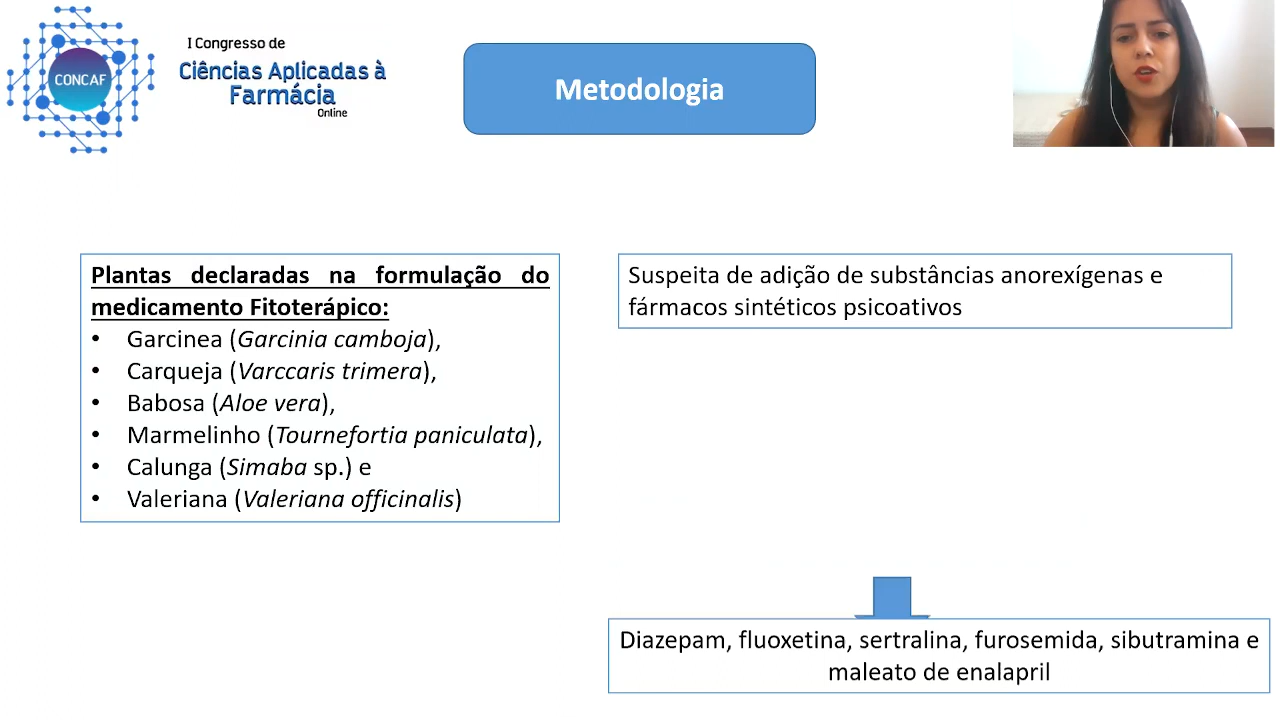 CONCAF
I Congresso de
Ciências Aplicadas à
Farmácia
Online
Metodologia
Plantas declaradas na formulação do
medicamento Fitoterápico:
• Garcinea (Garcinia camboja),
• Carqueja (Varccaris trimera),
• Babosa (Aloe vera),
• Marmelinho (Tournefortia paniculata),
• Calunga (Simaba sp.) e
• Valeriana (Valeriana officinalis)
Suspeita de adição de substâncias anorexígenas e
fármacos sintéticos psicoativos
Diazepam, fluoxetina, sertralina, furosemida, sibutramina e
maleato de enalapril